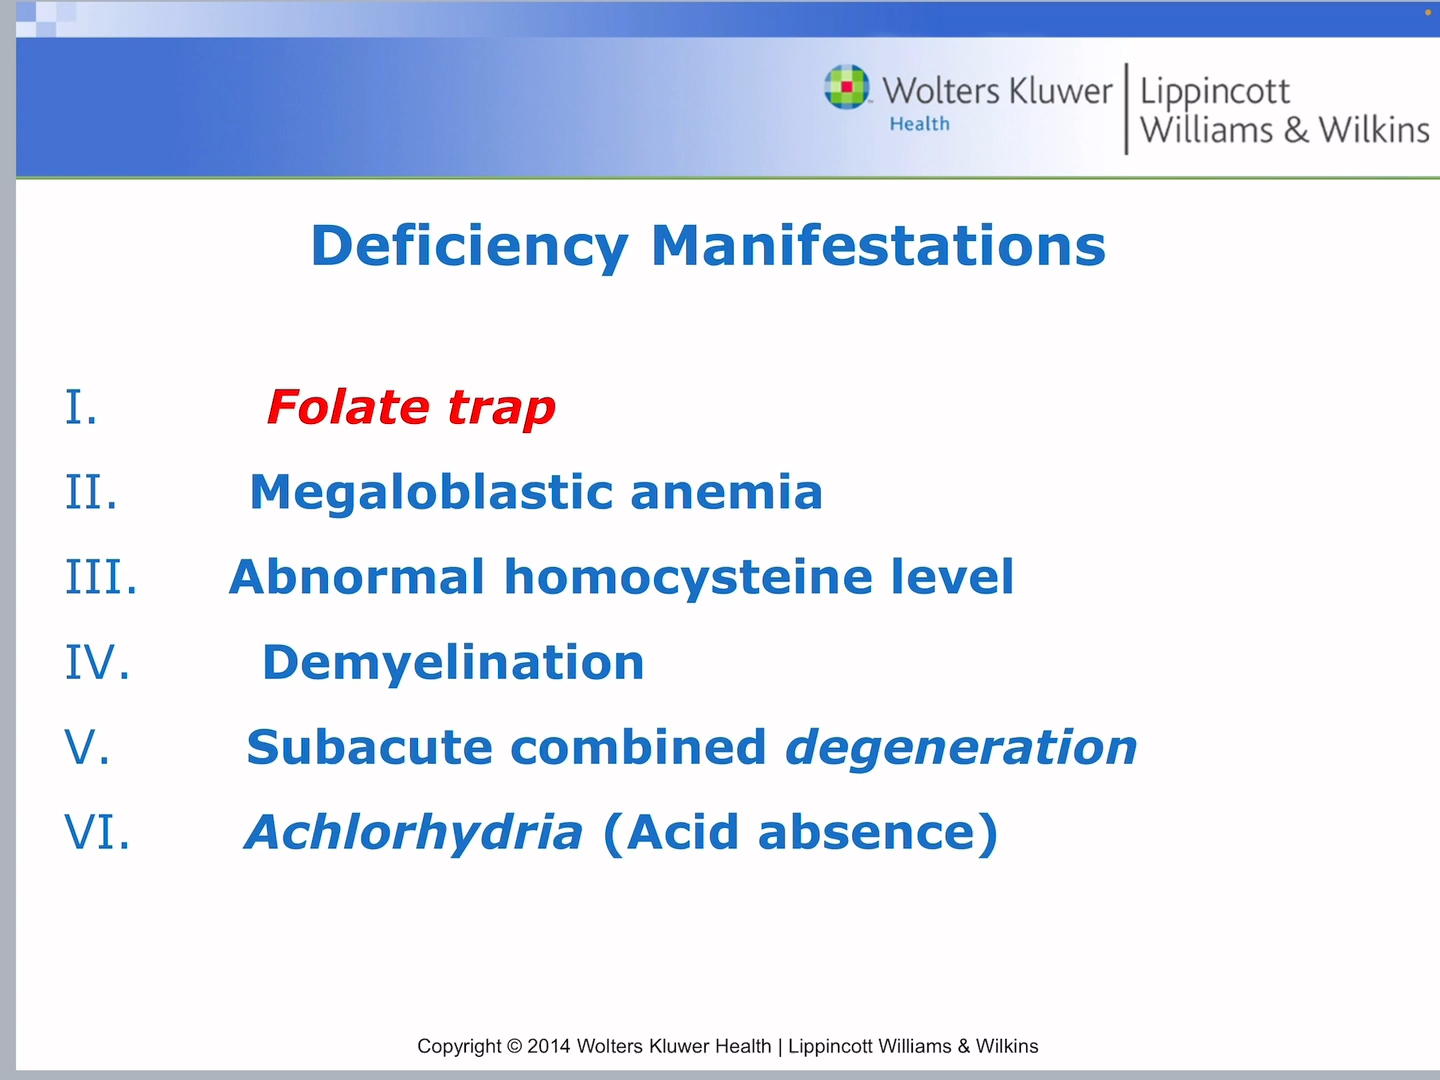 Wolters Kluwer
Health
Lippincott
Williams & Wilkins
Deficiency Manifestations
I. Folate trap
II. Megaloblastic anemia
III. Abnormal homocysteine level
IV. Demyelination
V. Subacute combined degeneration
VI. Achlorhydria (Acid absence)
Copyright © 2014 Wolters Kluwer Health | Lippincott Williams & Wilkins